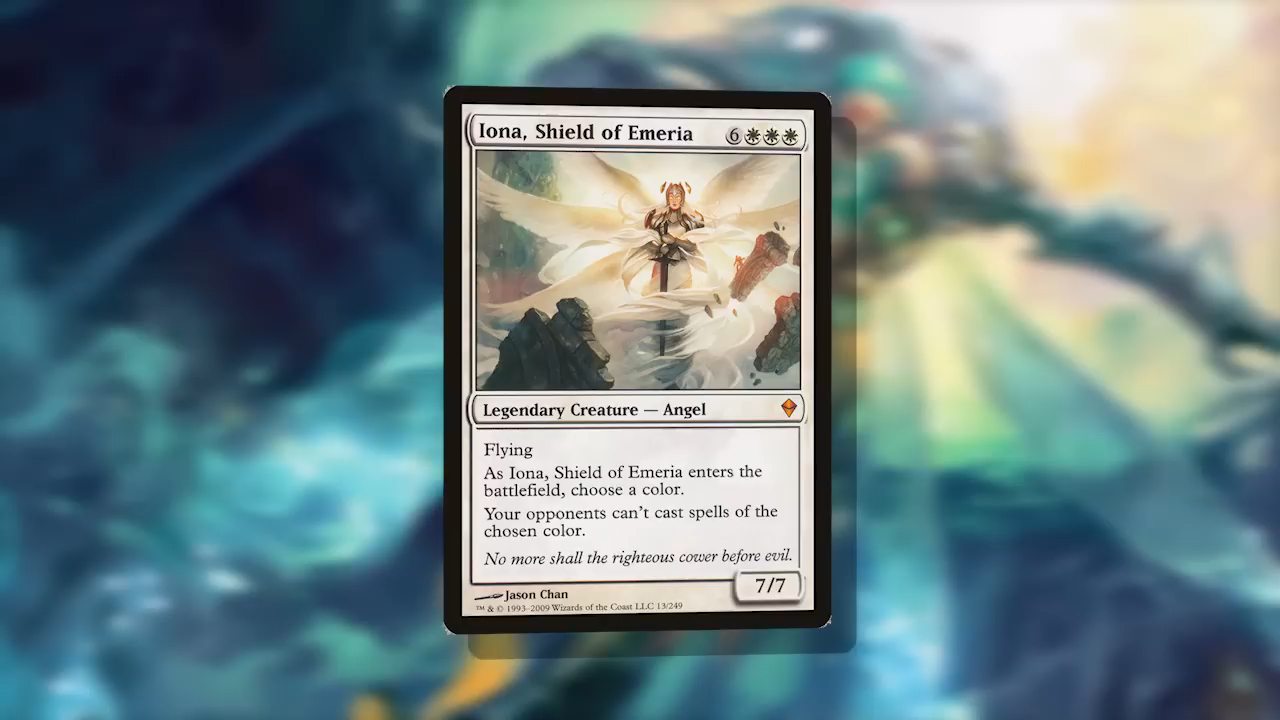 Iona, Shield of Emeria 6
Legendary Creature — Angel
Flying
As Iona, Shield of Emeria enters the
battlefield, choose a color.
Your opponents can't cast spells of the
chosen color.
No more shall the righteous cower before evil.
7/7
Jason Chan
™ & © 1993–2009 Wizards of the Coast LLC 13/249